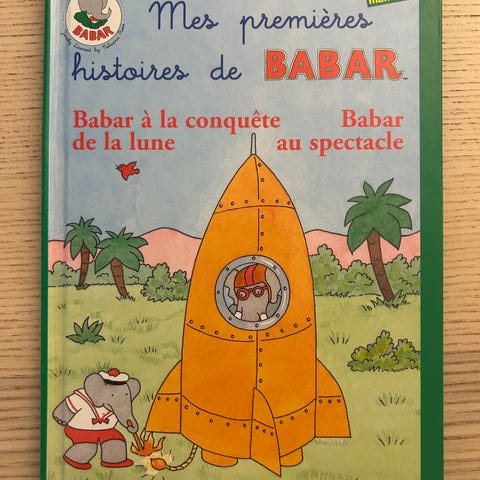 BABAR
Mes premières
histoires de BABAR
Babar à la conquête
de la lune
Babar
au spectacle